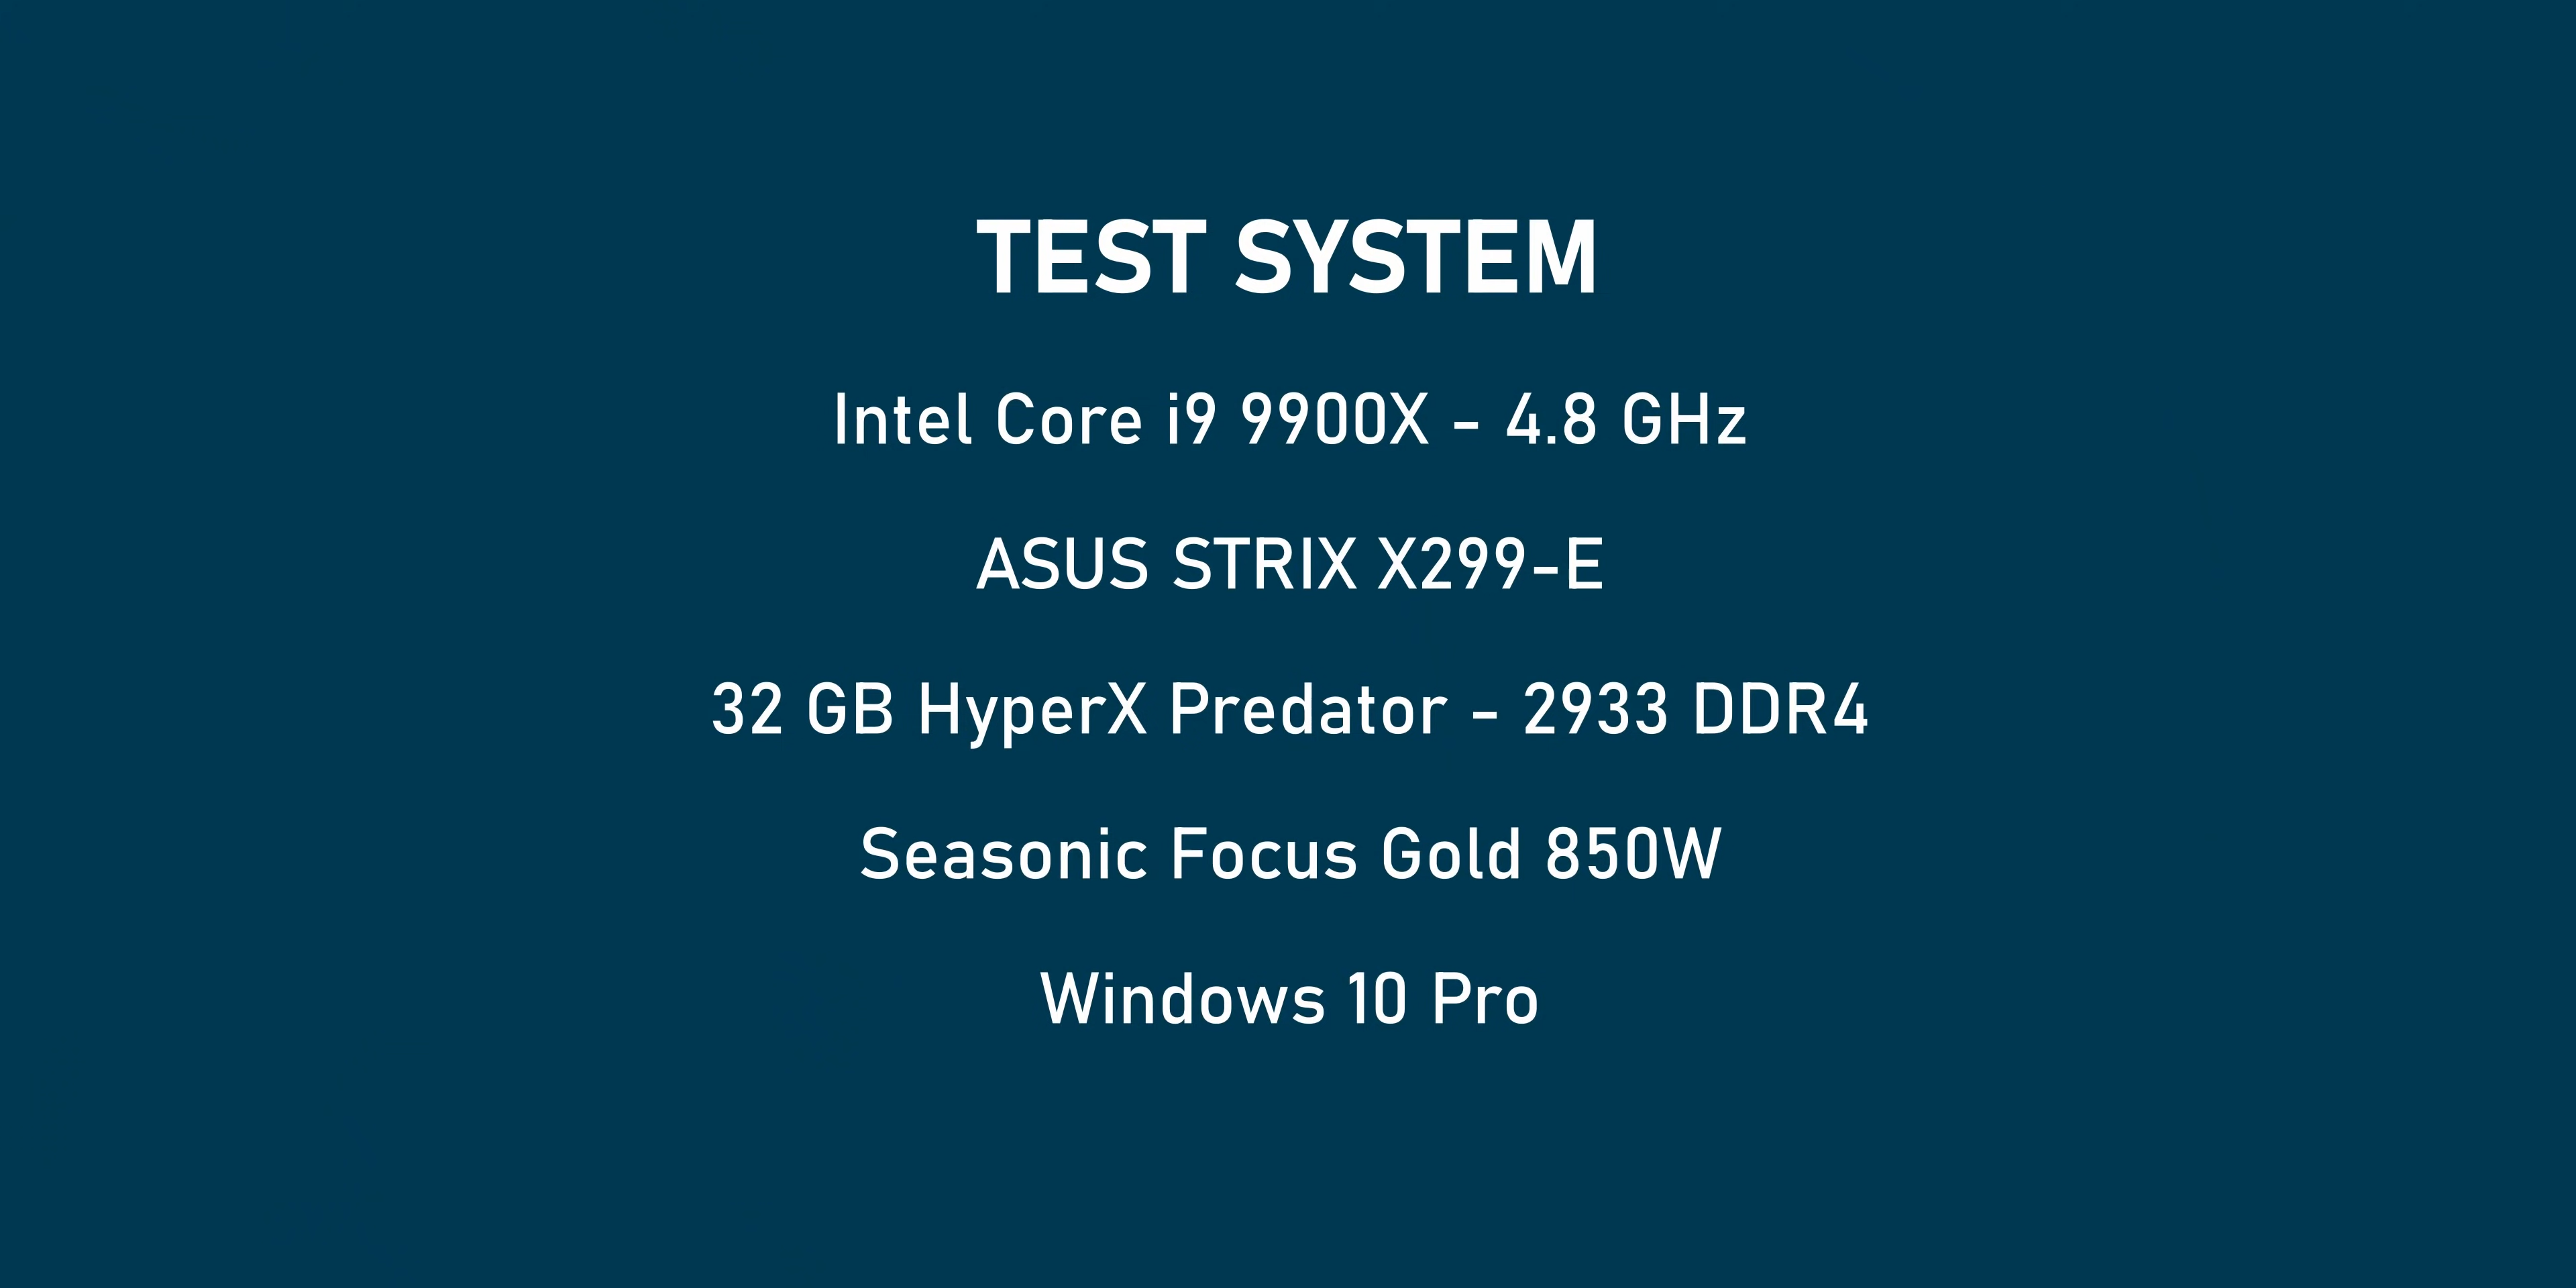 TEST SYSTEM
Intel Core i9 9900X - 4.8 GHz
ASUS STRIX X299-E
32 GB HyperX Predator - 2933 DDR4
Seasonic Focus Gold 850W
Windows 10 Pro